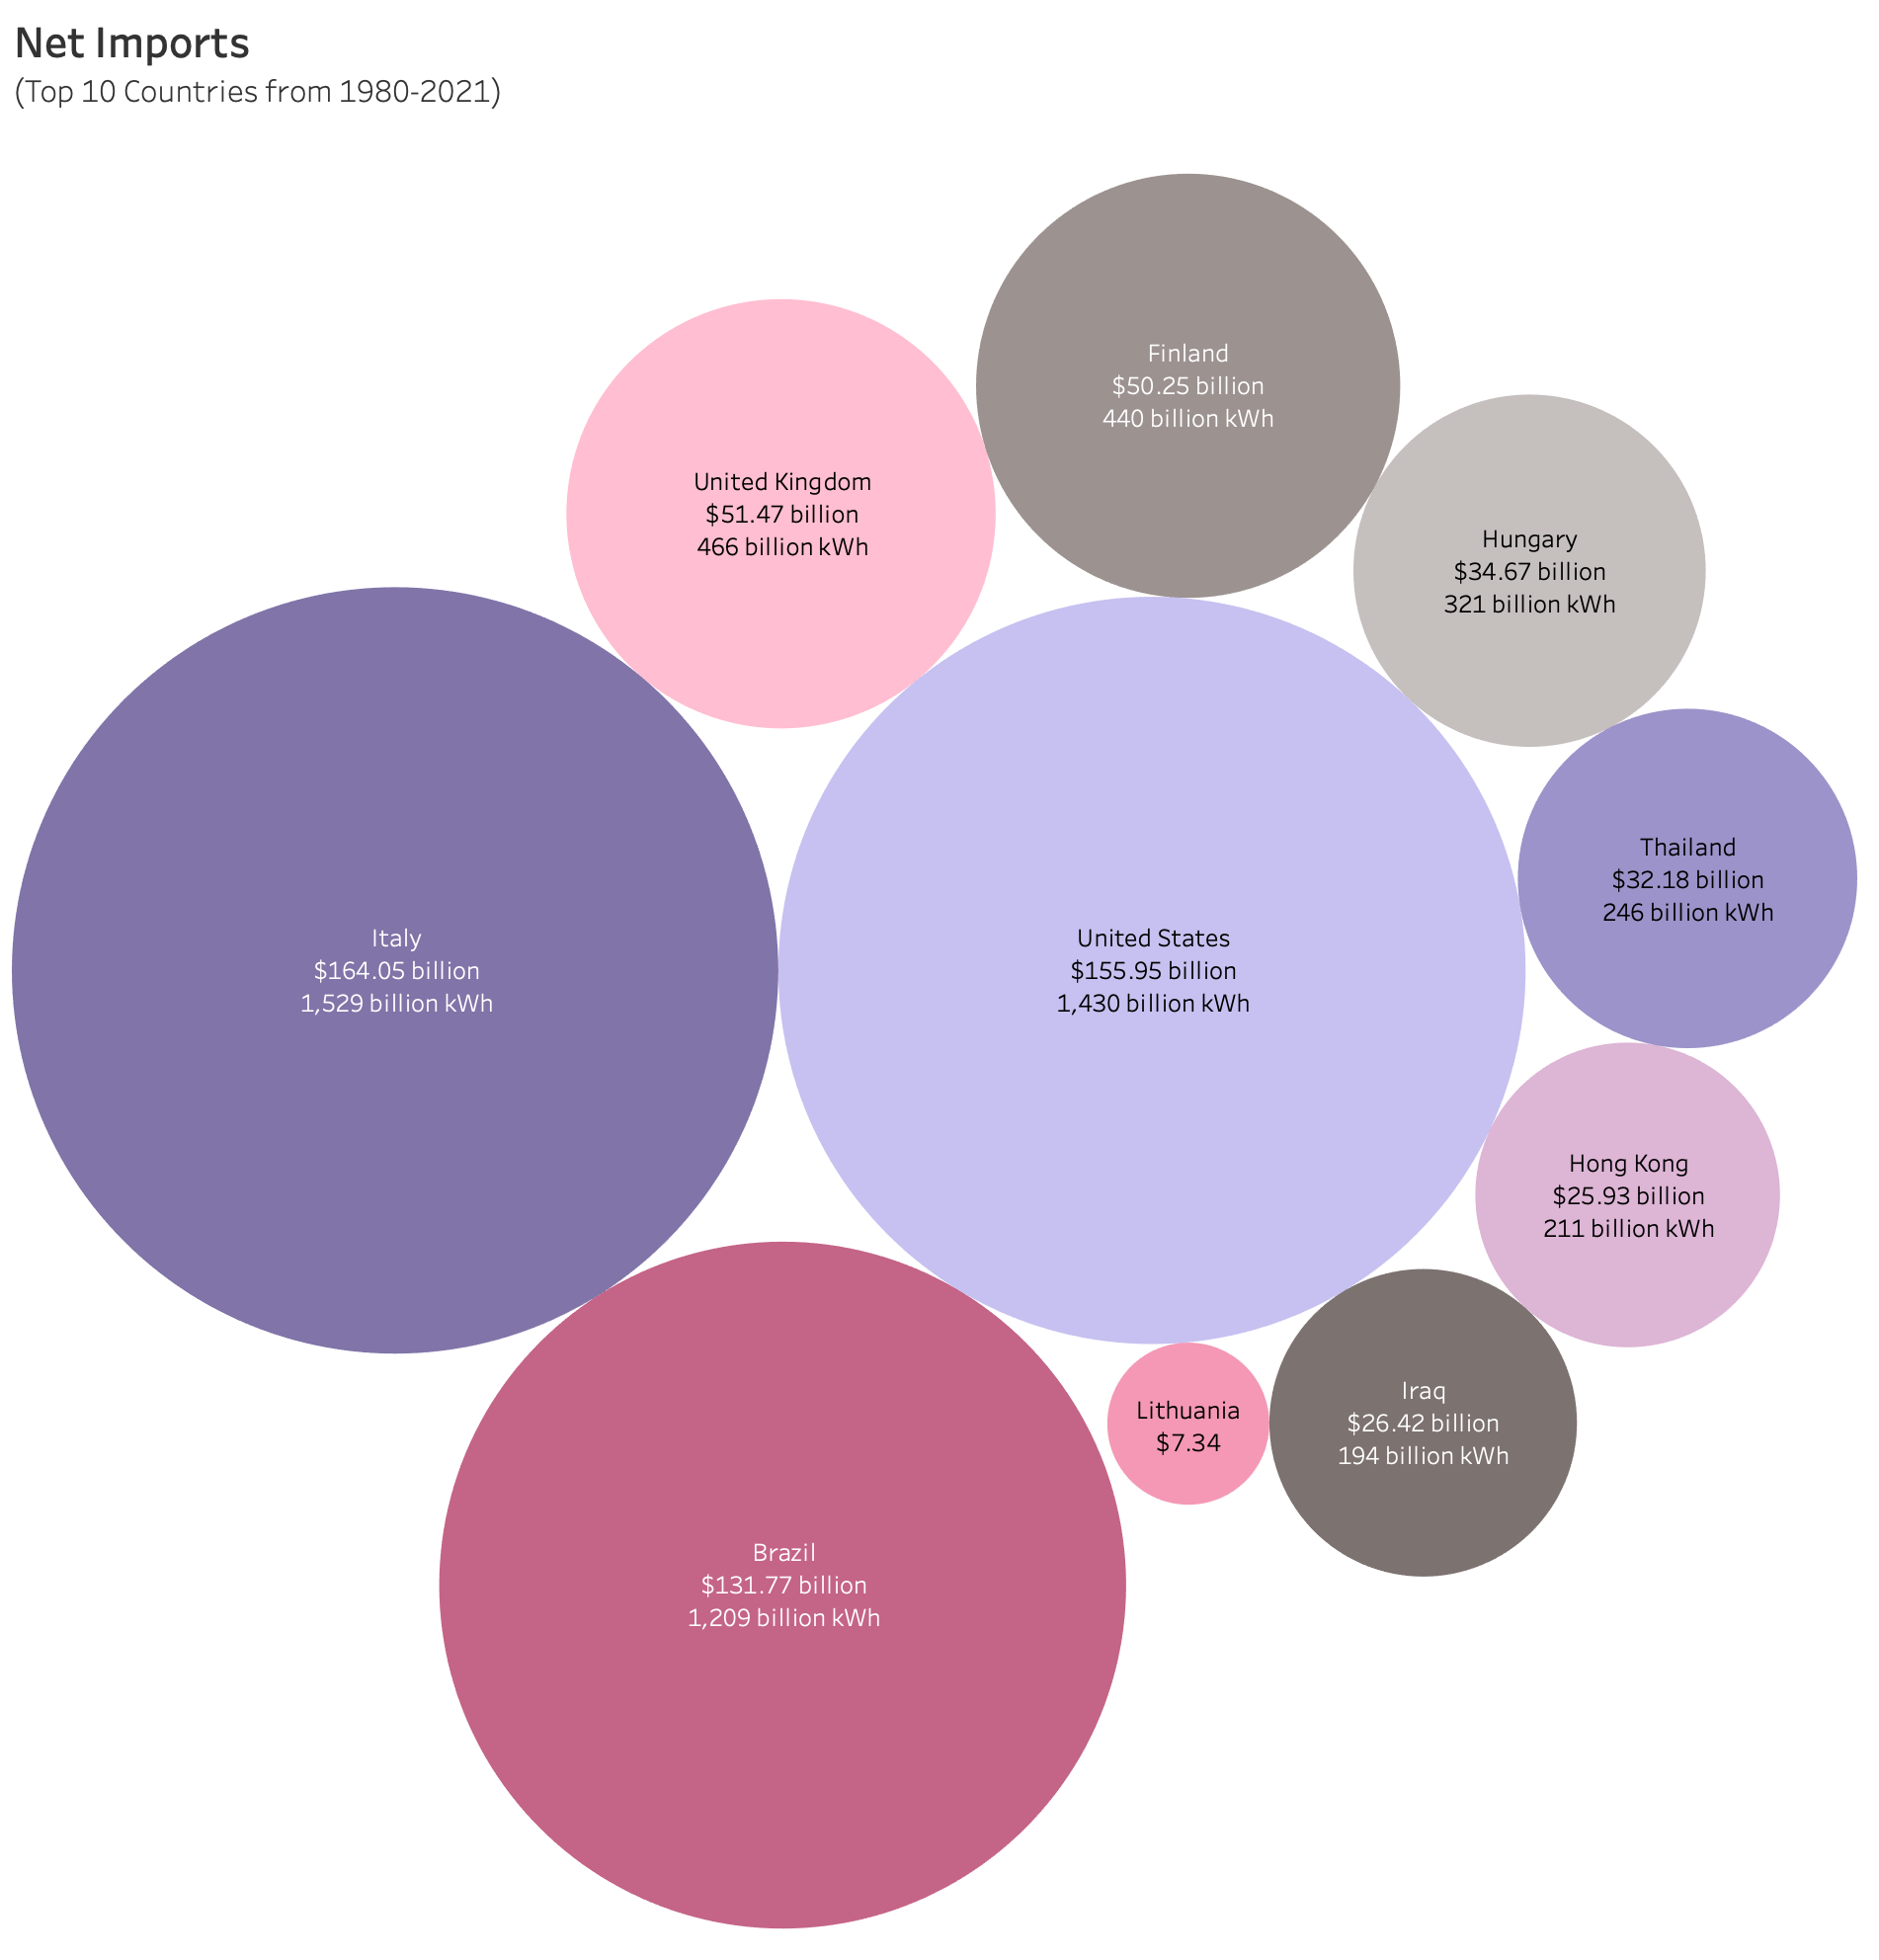 Net Imports
(Top 10 Countries from 1980-2021)
Finland
$50.25 billion
440 billion kWh
United Kingdom
$51.47 billion
466 billion kWh
Hungary
$34.67 billion
321 billion kWh
Thailand
$32.18 billion
246 billion kWh
Italy
$164.05 billion
1,529 billion kWh
United States
$155.95 billion
1,430 billion kWh
Hong Kong
$25.93 billion
211 billion kWh
Lithuania
$7.34
Iraq
$26.42 billion
194 billion kWh
Brazil
$131.77 billion
1,209 billion kWh